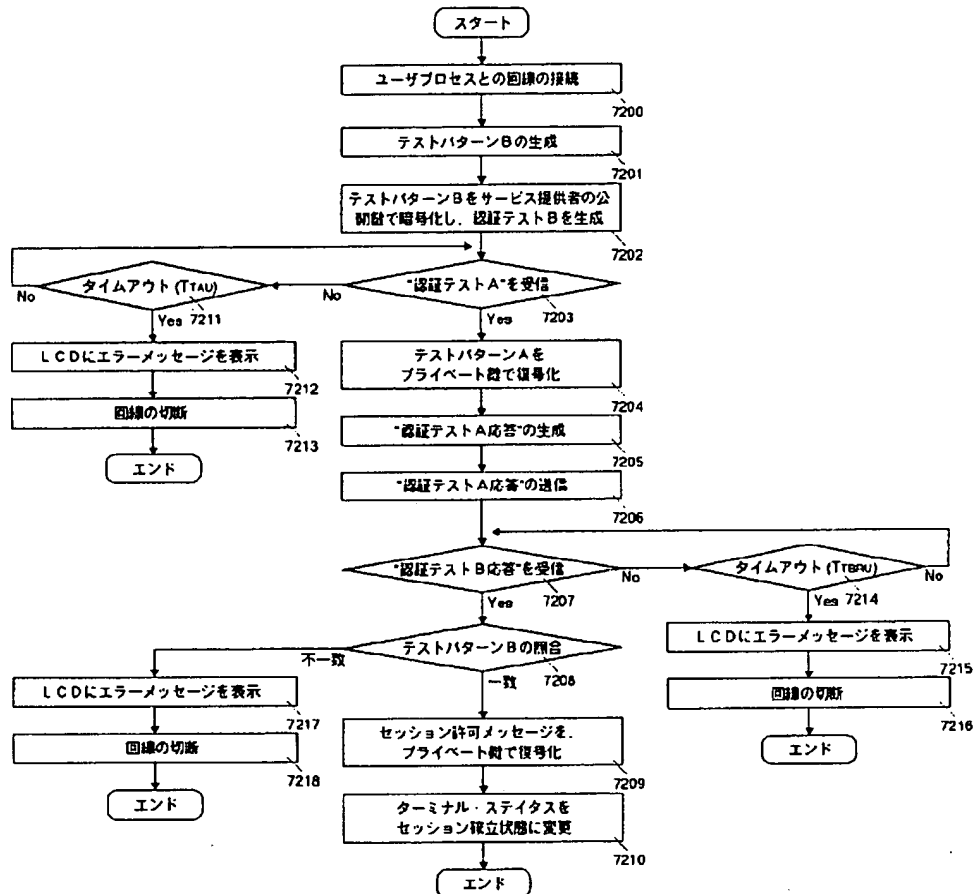 スタート
ユーザプロセスとの回線の接続
7200
テストパターンBの生成
7201
テストパターンBをサービス提供者の公
開鍵で暗号化し、認証テストBを生成
7202
"認証テストA"を受信
7203
No
Yes
タイムアウト(TTAU)
7211
No
Yes
LCDにエラーメッセージを表示
7212
回線の切断
7213
エンド
テストパターンAを
プライベート鍵で復号化
7204
"認証テストA応答"の生成
7205
"認証テストA応答"の送信
7206
"認証テストB応答"を受信
7207
No
Yes
タイムアウト(TTBRU)
7214
No
Yes
LCDにエラーメッセージを表示
7215
回線の切断
7216
エンド
テストパターンBの照合
7208
不一致
一致
LCDにエラーメッセージを表示
7217
回線の切断
7218
エンド
セッション許可メッセージを、
プライベート鍵で復号化
7209
ターミナル・ステイタスを
セッション確立状態に変更
7210
エンド